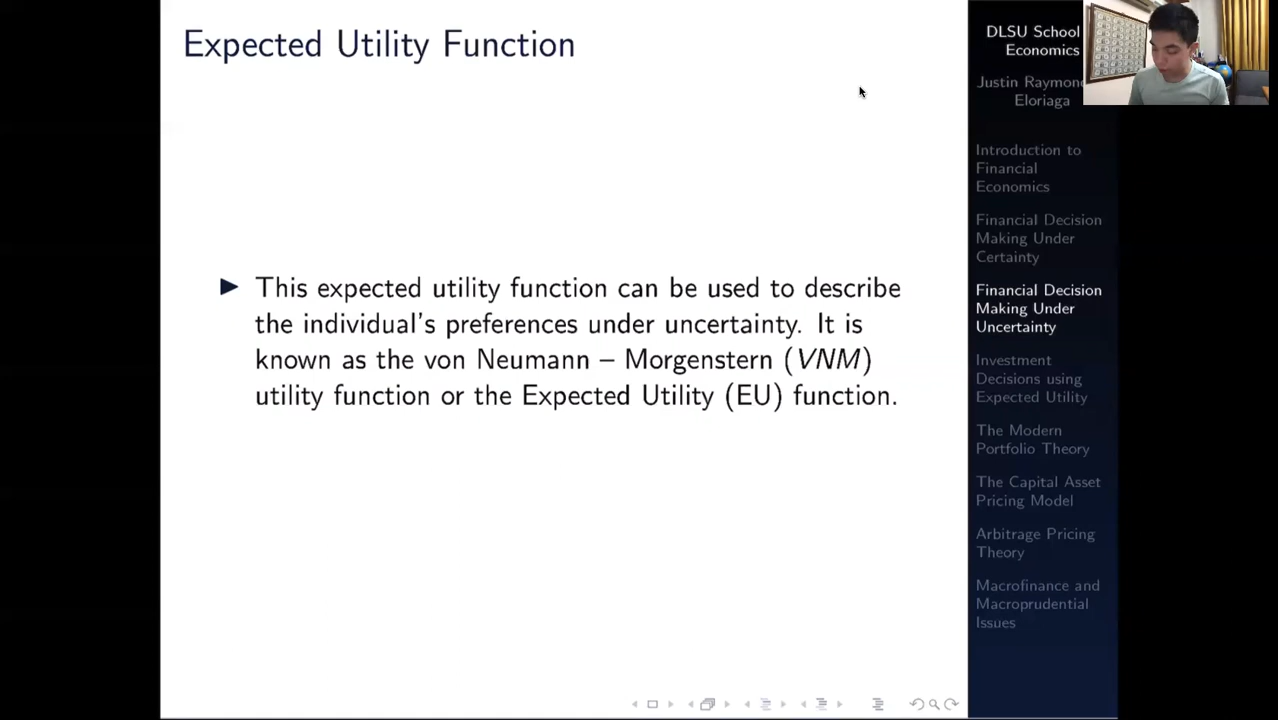 Expected Utility Function
This expected utility function can be used to describe
the individual's preferences under uncertainty. It is
known as the von Neumann – Morgenstern (VNM)
utility function or the Expected Utility (EU) function.
DLSU School
Economics
Justin Raymon
Eloriaga
Introduction to
Financial
Economics
Financial Decision
Making Under
Certainty
Financial Decision
Making Under
Uncertainty
Investment
Decisions using
Expected Utility
The Modern
Portfolio Theory
The Capital Asset
Pricing Model
Arbitrage Pricing
Theory
Macrofinance and
Macroprudential
Issues